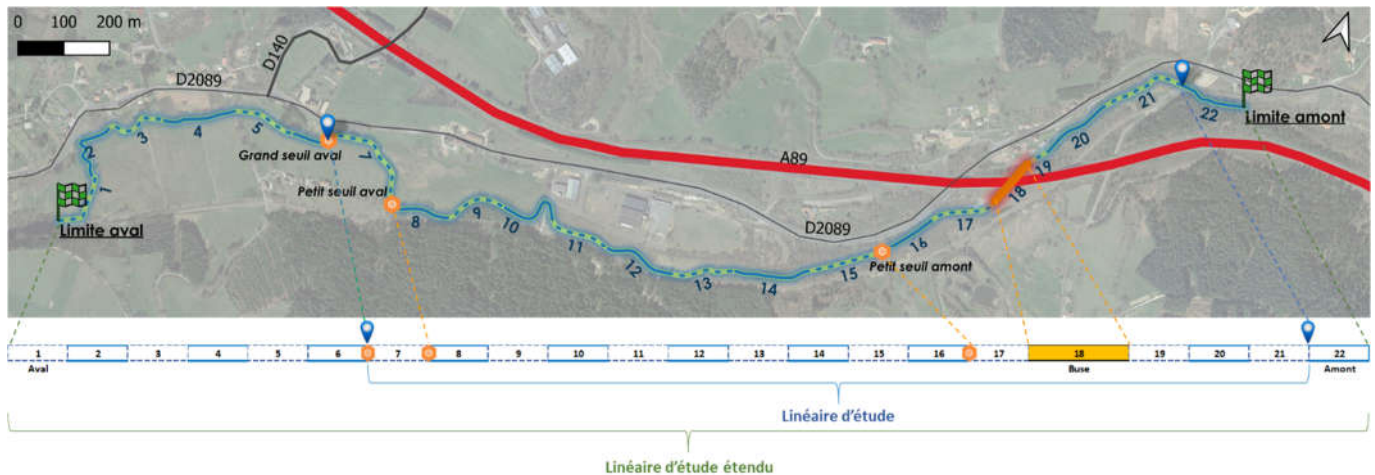 0 100 200 m
D140
D2089
A89
D2089
Limite amont
Grand seuil aval
Petit seuil aval
Limite aval
Petit seuil amont
1
2
3
4
5
7
8
9
10
11
12
13
14
15
16
17
18
19
20
21
22
1 2 3 4 5 6 7 8 9 10 11 12 13 14 15 16 17 18 19 20 21 22
Aval Buse Amont
Linéaire d'étude
Linéaire d'étude étendu